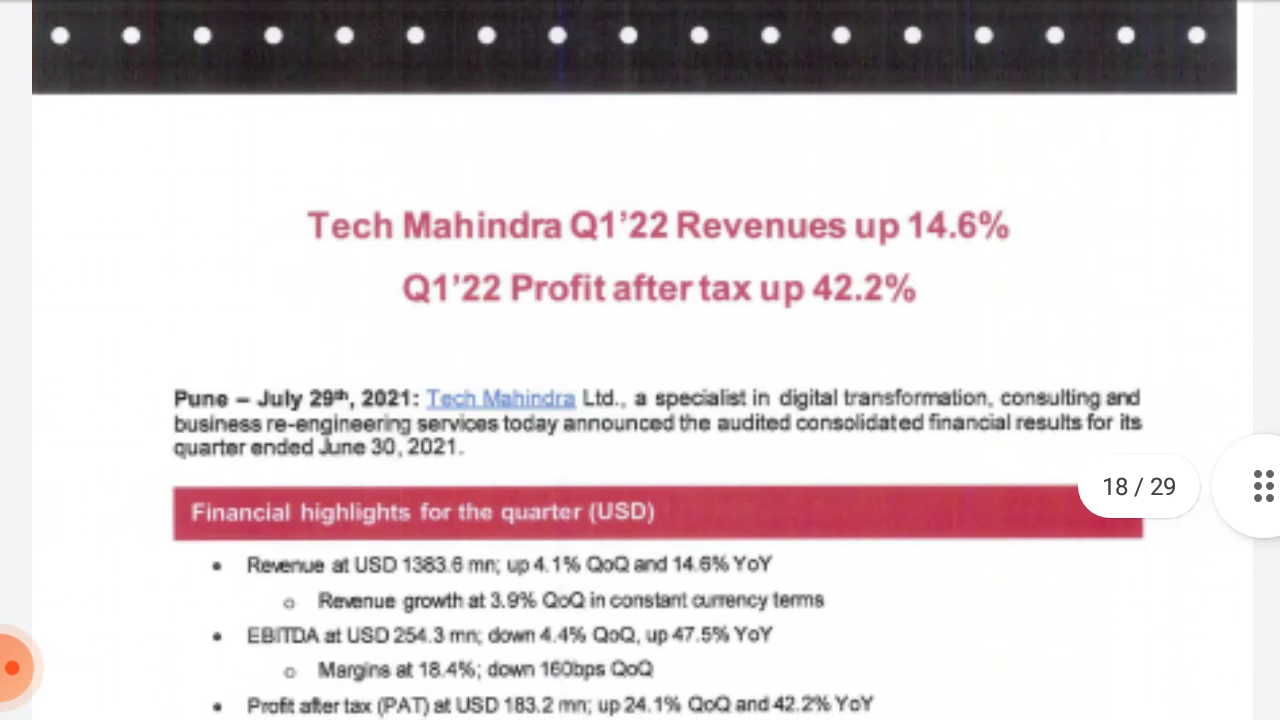 Tech Mahindra Q1’22 Revenues up 14.6%
Q1’22 Profit after tax up 42.2%
Pune – July 29th, 2021: Tech Mahindra Ltd., a specialist in digital transformation, consulting and
business re-engineering services today announced the audited consolidated financial results for its
quarter ended June 30, 2021.
18 / 29
Financial highlights for the quarter (USD)
• Revenue at USD 1383.6 mn; up 4.1% QoQ and 14.6% YoY
o Revenue growth at 3.9% QoQ in constant currency terms
• EBITDA at USD 254.3 mn; down 4.4% QoQ, up 47.5% YoY
o Margins at 18.4%; down 160bps QoQ
• Profit after tax (PAT) at USD 183.2 mn; up 24.1% QoQ and 42.2% YoY